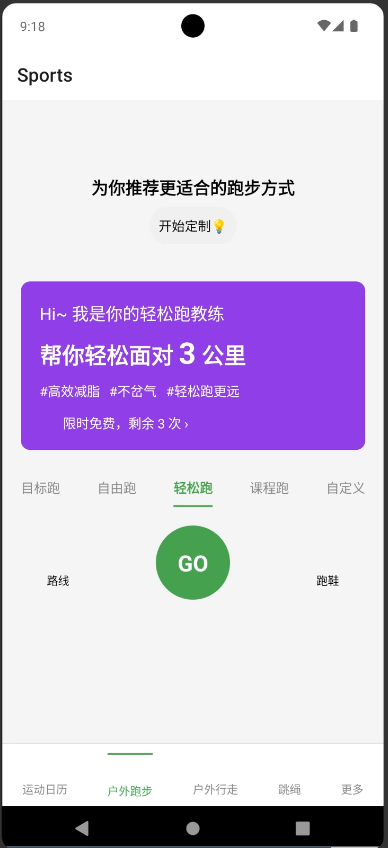 9:18
Sports
为你推荐更适合的跑步方式
开始定制💡
Hi~ 我是你的轻松跑教练
帮你轻松面对 3 公里
#高效减脂 #不岔气 #轻松跑更远
限时免费，剩余 3 次 ›
目标跑 自由跑 轻松跑 课程跑 自定义
GO
路线 跑鞋
运动日历 户外跑步 户外行走 跳绳 更多